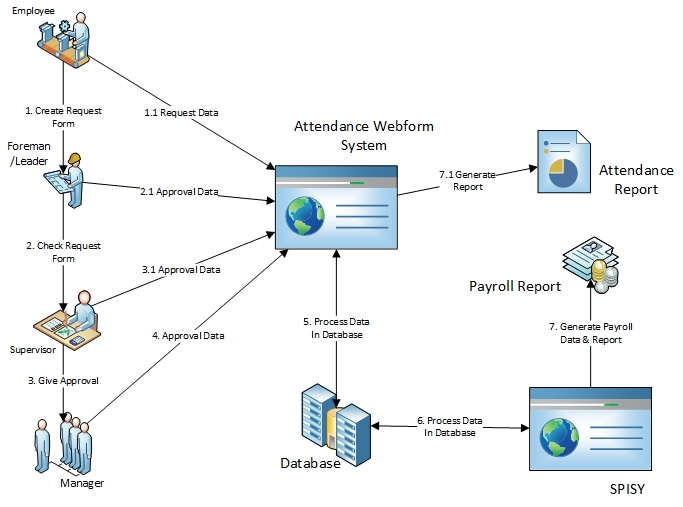 Employee
1. Create Request
Form
1.1 Request Data
Foreman
/Leader
Attendance Webform
System
2.1 Approval Data
7.1 Generate
Report
Attendance
Report
2. Check Request
Form
3.1 Approval Data
Payroll Report
4. Approval Data
5. Process Data
In Database
7. Generate Payroll
Data & Report
Supervisor
3. Give Approval
6. Process Data
In Database
Database
Manager
SPISY